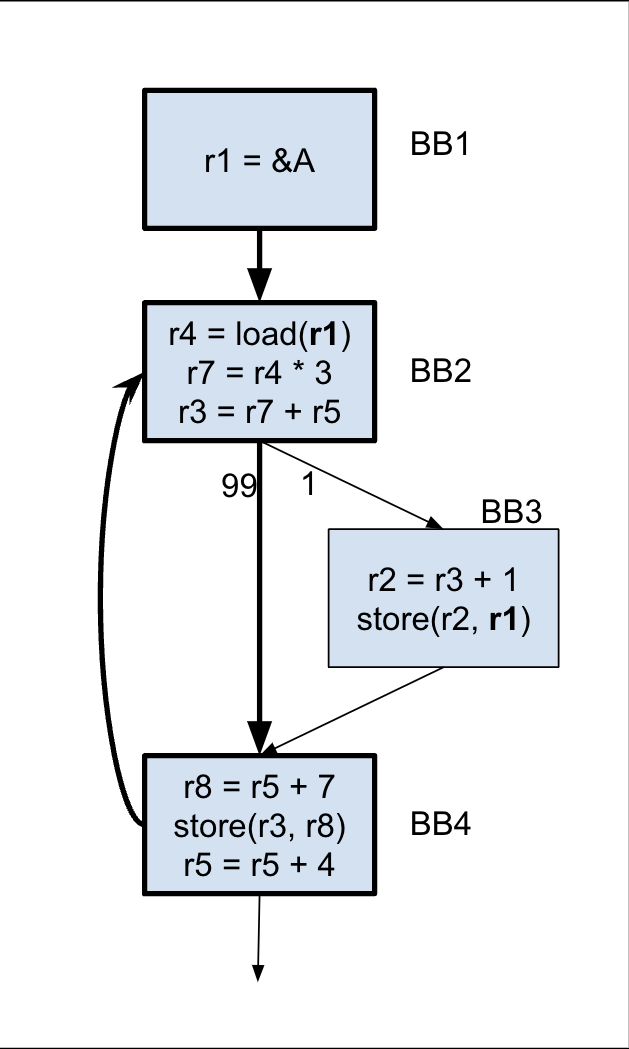 r1 = &A
BB1
r4 = load(r1)
r7 = r4 * 3
r3 = r7 + r5
BB2
99
1
BB3
r2 = r3 + 1
store(r2, r1)
r8 = r5 + 7
store(r3, r8)
r5 = r5 + 4
BB4